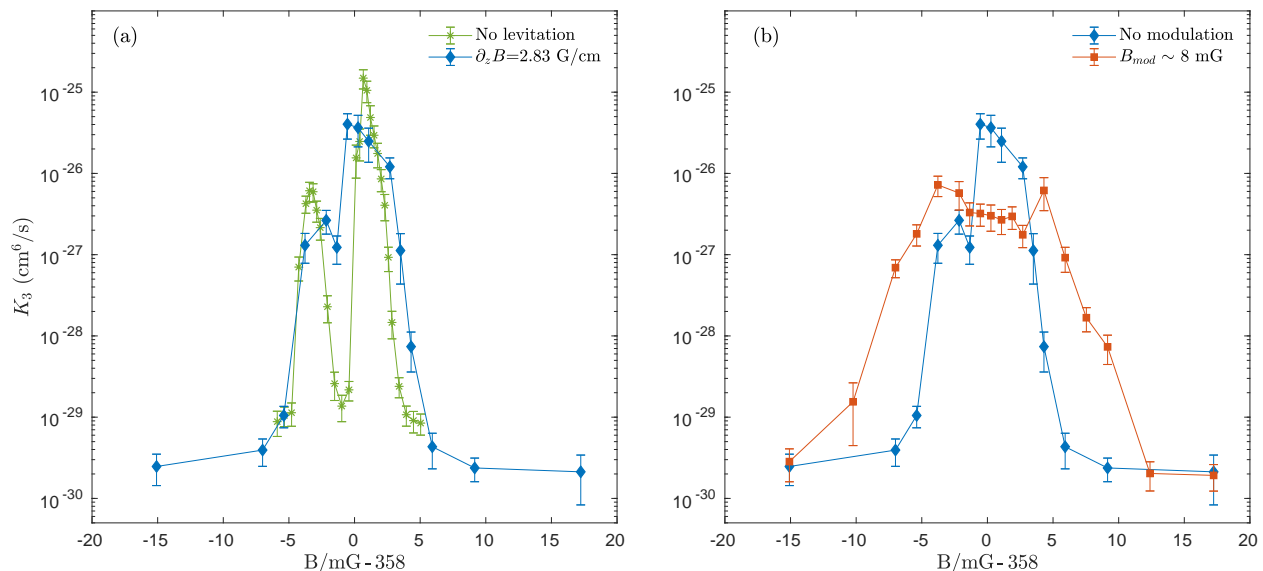 (a)
No levitation
∂zB=2.83 G/cm
10-25
10-26
10-27
10-28
10-29
10-30
K3 (cm6/s)
-20 -15 -10 -5 0 5 10 15 20
B/mG-358
(b)
No modulation
Bmod ∼ 8 mG
10-25
10-26
10-27
10-28
10-29
10-30
-20 -15 -10 -5 0 5 10 15 20
B/mG-358